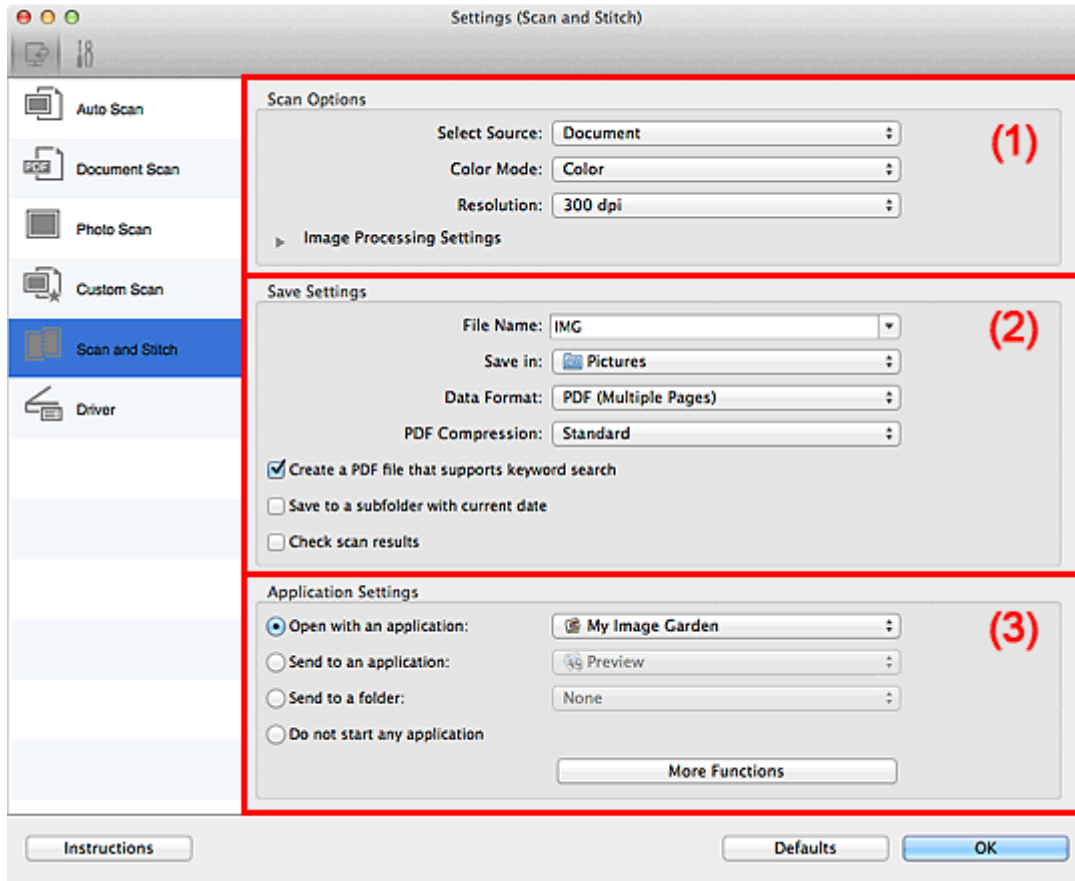 Settings (Scan and Stitch)
Auto Scan
Document Scan
Photo Scan
Custom Scan
Scan and Stitch
Driver
Scan Options
(1)
Select Source: Document
Color Mode: Color
Resolution: 300 dpi
Image Processing Settings
Save Settings
(2)
File Name: IMG
Save in: Pictures
Data Format: PDF (Multiple Pages)
PDF Compression: Standard
Create a PDF file that supports keyword search
Save to a subfolder with current date
Check scan results
Application Settings
(3)
Open with an application: My Image Garden
Send to an application: Preview
Send to a folder: None
Do not start any application
More Functions
Instructions Defaults OK